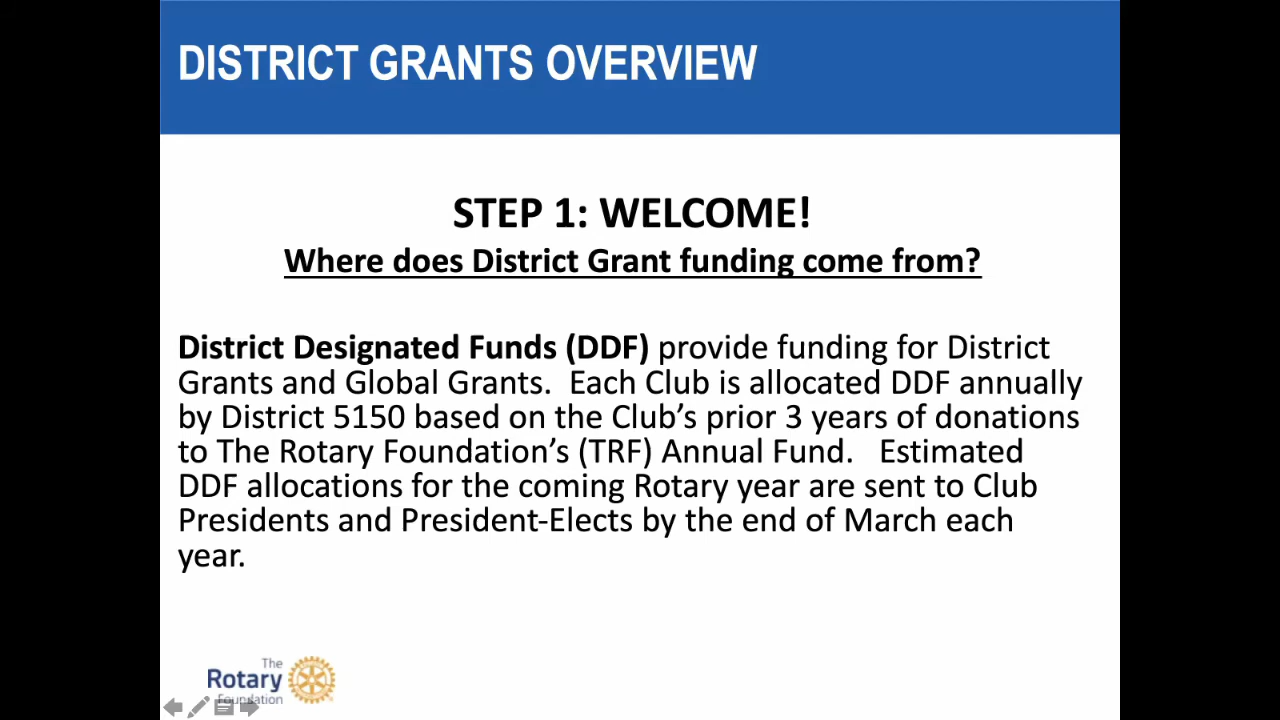 DISTRICT GRANTS OVERVIEW
STEP 1: WELCOME!
Where does District Grant funding come from?
District Designated Funds (DDF) provide funding for District
Grants and Global Grants.  Each Club is allocated DDF annually
by District 5150 based on the Club’s prior 3 years of donations
to The Rotary Foundation’s (TRF) Annual Fund.   Estimated
DDF allocations for the coming Rotary year are sent to Club
Presidents and President-Elects by the end of March each
year.
The
Rotary
Foundation